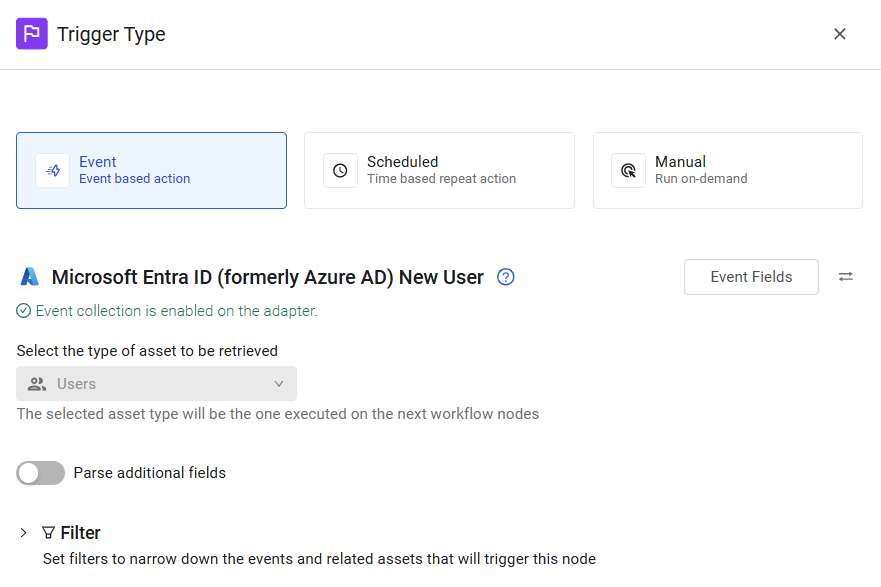 Trigger Type
Event
Event based action
Scheduled
Time based repeat action
Manual
Run on-demand
Microsoft Entra ID (formerly Azure AD) New User
Event Fields
Event collection is enabled on the adapter.
Select the type of asset to be retrieved
Users
The selected asset type will be the one executed on the next workflow nodes
Parse additional fields
Filter
Set filters to narrow down the events and related assets that will trigger this node